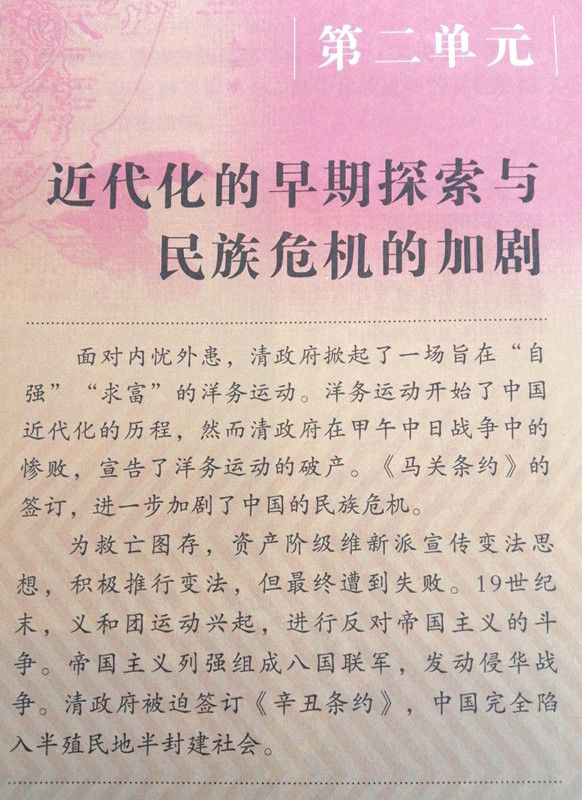 第二单元
近代化的早期探索与
民族危机的加剧
面对内忧外患，清政府掀起了一场旨在“自
强”“求富”的洋务运动。洋务运动开始了中国
近代化的历程，然而清政府在甲午中日战争中的
惨败，宣告了洋务运动的破产。《马关条约》的
签订，进一步加剧了中国的民族危机。
为救亡图存，资产阶级维新派宣传变法思
想，积极推行变法，但最终遭到失败。19世纪
末，义和团运动兴起，进行反对帝国主义的斗
争。帝国主义列强组成八国联军，发动侵华战
争。清政府被迫签订《辛丑条约》，中国完全陷
入半殖民地半封建社会。